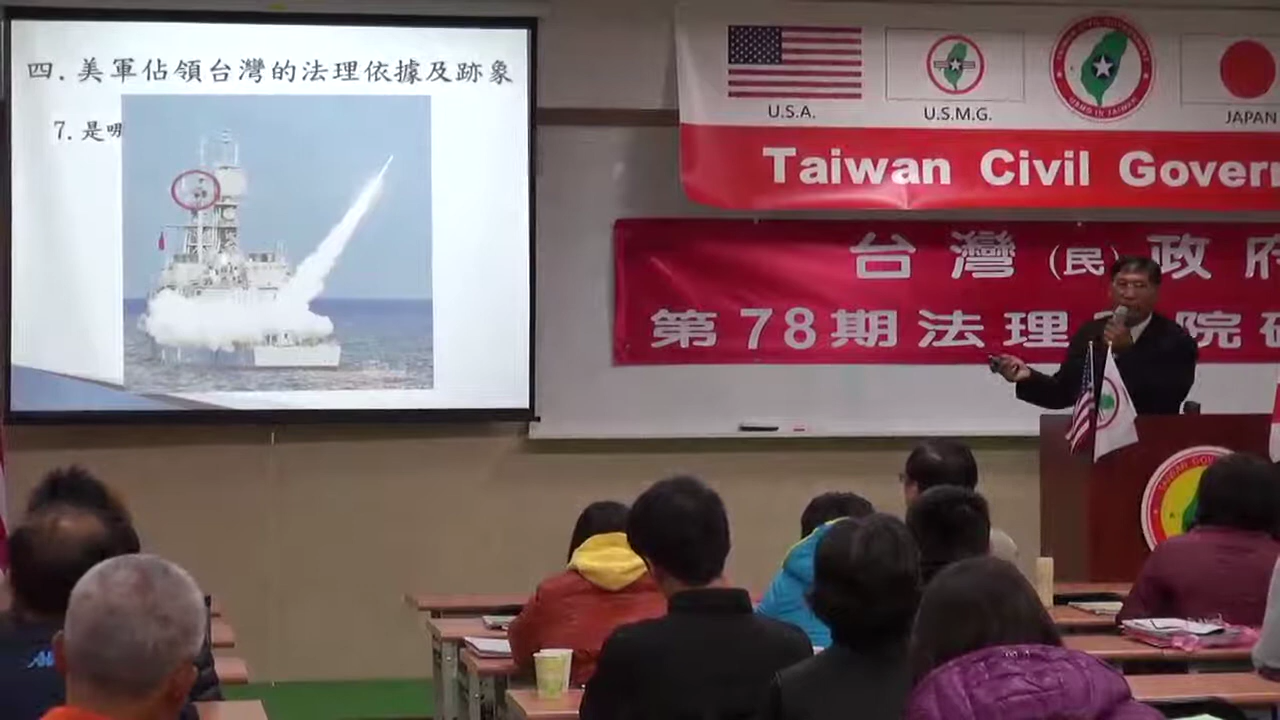 四．美軍佔領台灣的法理依據及跡象
7. 是哪
U.S.A.
U.S.M.G.
JAPAN
Taiwan Civil Govern
台灣(民)政府
第78期法理
院